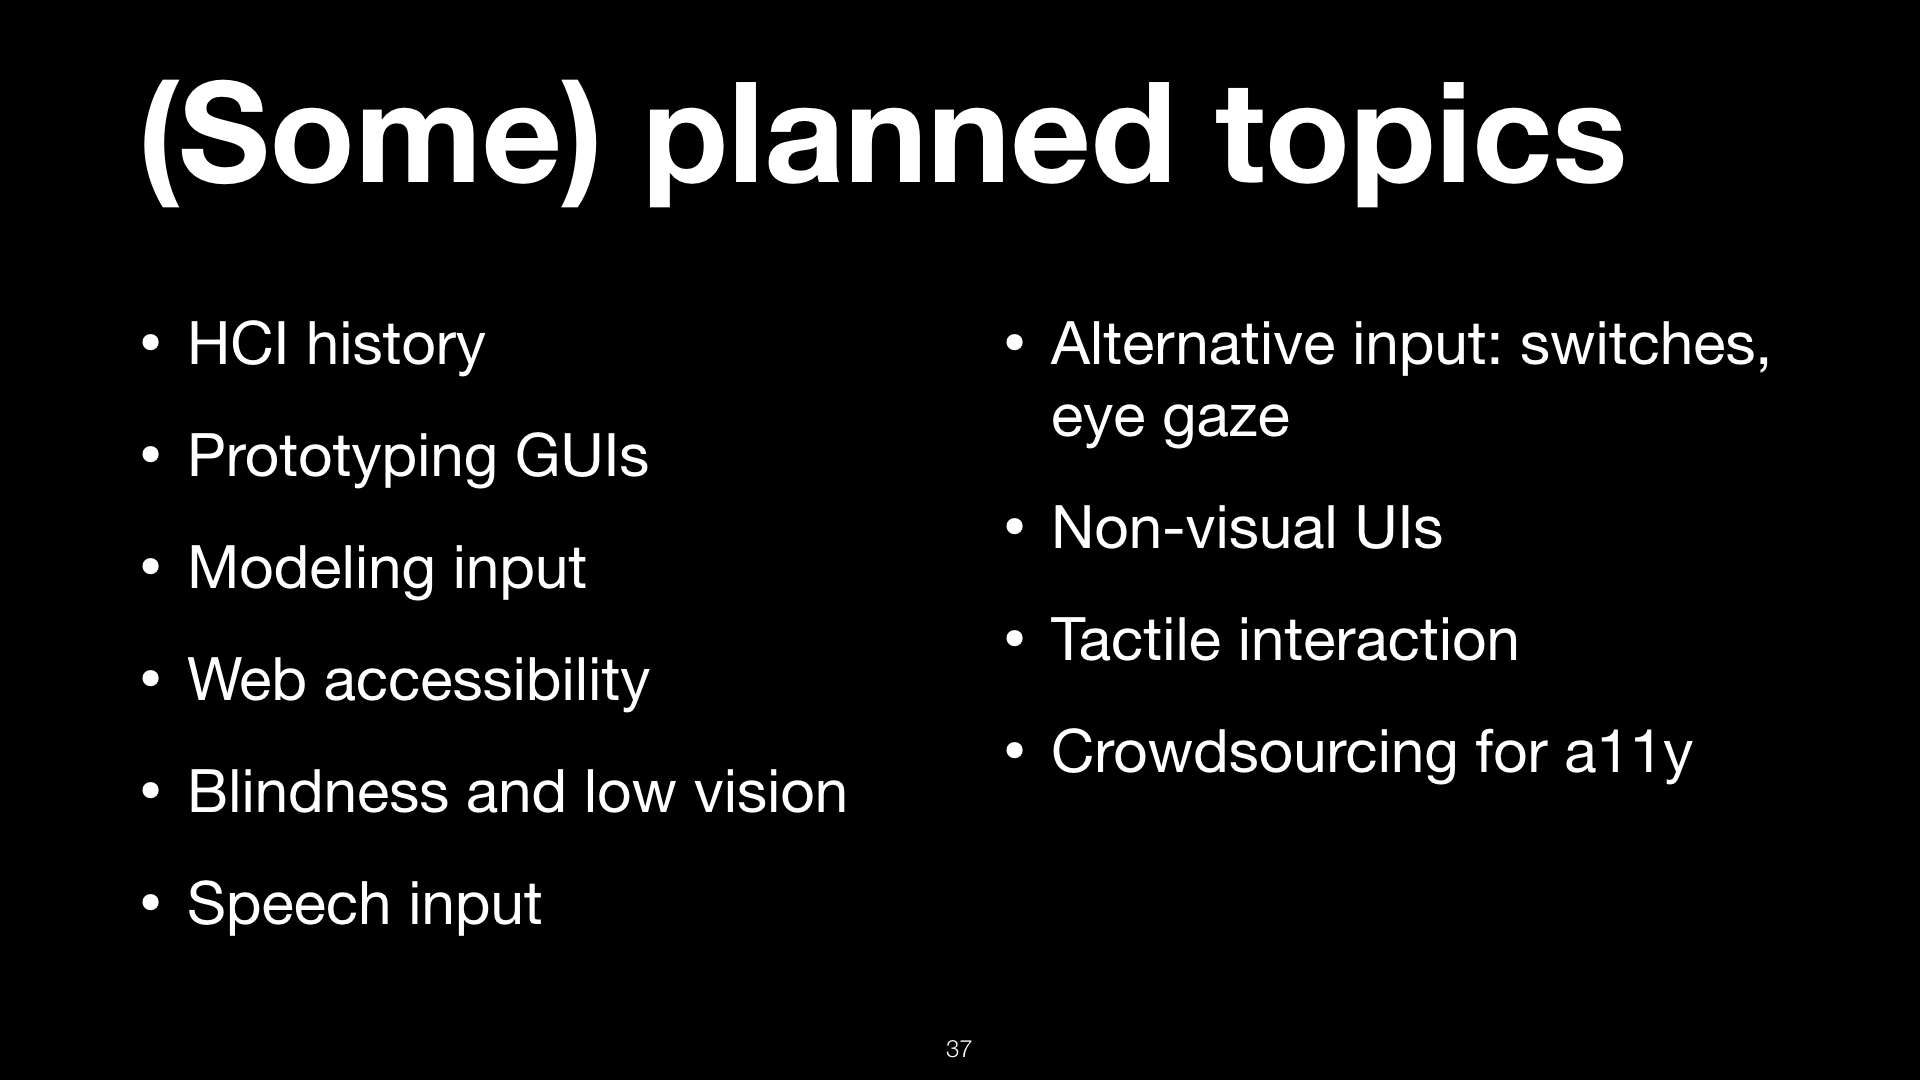 (Some) planned topics
• HCI history
• Prototyping GUIs
• Modeling input
• Web accessibility
• Blindness and low vision
• Speech input
• Alternative input: switches,
eye gaze
• Non-visual UIs
• Tactile interaction
• Crowdsourcing for a11y
37